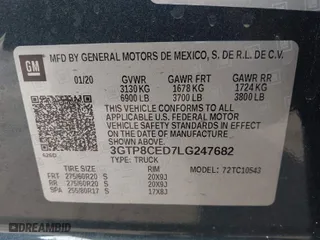 GM
MFD BY GENERAL MOTORS DE MEXICO, S. DE R.L. DE C.V.
01/20 GVWR GAWR FRT GAWR RR
3130 KG 1678 KG 1724 KG
6900 LB 3700 LB 3800 LB
THIS VEHICLE CONFORMS TO ALL
APPLICABLE U.S. FEDERAL MOTOR
VEHICLE SAFETY AND THEFT
PREVENTION STANDARDS IN EFFECT
ON THE DATE OF MANUFACTURE
SHOWN ABOVE.
3GTP8CED7LG247682
TYPE: TRUCK MODEL: 72TC10543
TIRE SIZE RIM
FRT 275/60R20 S 20X9J
RR 275/60R20 S 20X9J
SPA 255/80R17 S 17X8J